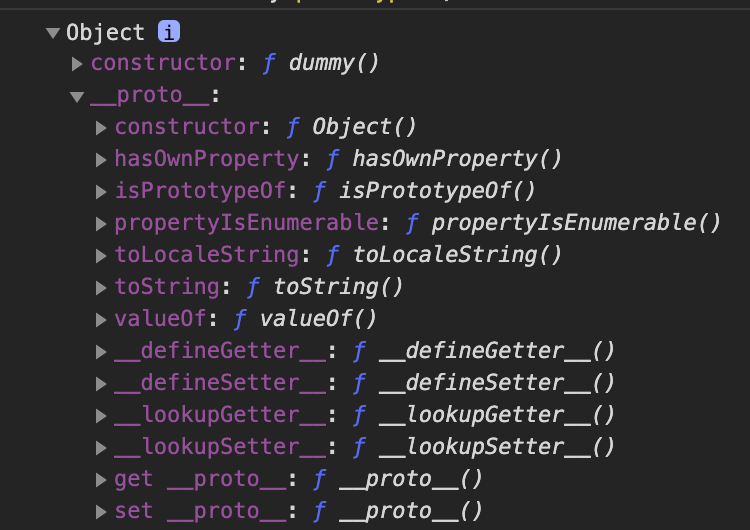 Object i
constructor: ƒ dummy()
__proto__:
constructor: ƒ Object()
hasOwnProperty: ƒ hasOwnProperty()
isPrototypeOf: ƒ isPrototypeOf()
propertyIsEnumerable: ƒ propertyIsEnumerable()
toLocaleString: ƒ toLocaleString()
toString: ƒ toString()
valueOf: ƒ valueOf()
__defineGetter__: ƒ __defineGetter__()
__defineSetter__: ƒ __defineSetter__()
__lookupGetter__: ƒ __lookupGetter__()
__lookupSetter__: ƒ __lookupSetter__()
get __proto__: ƒ __proto__()
set __proto__: ƒ __proto__()